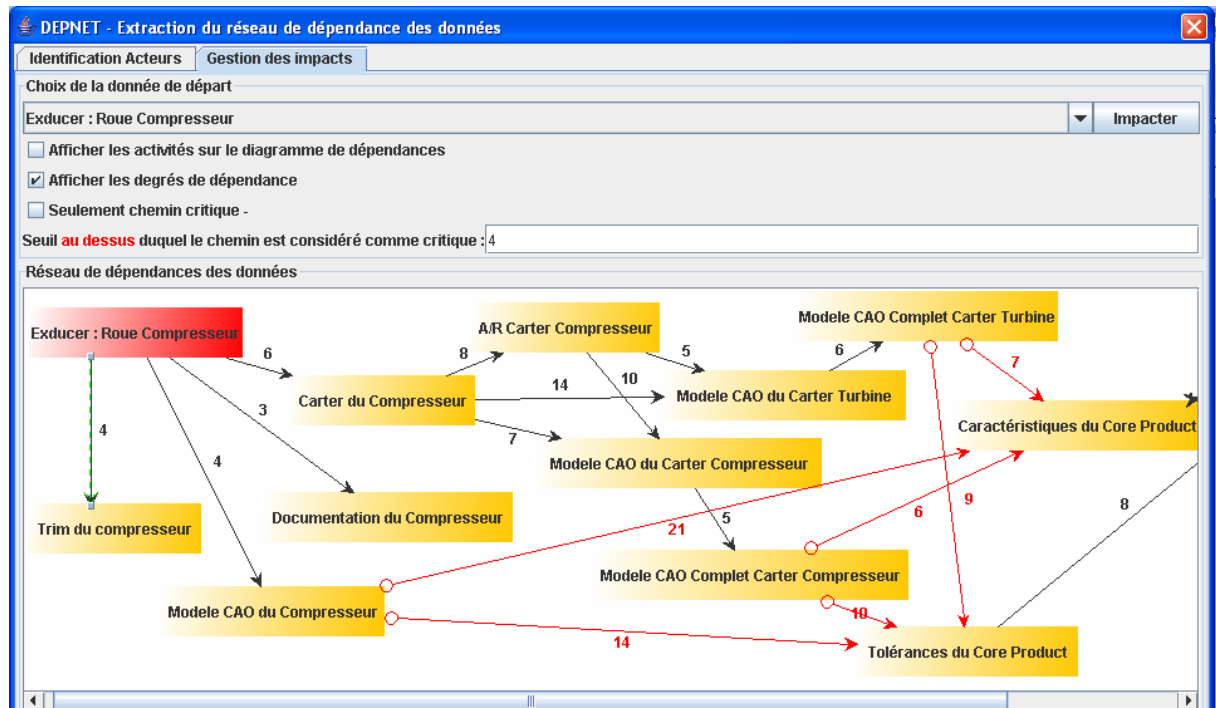 DEPNET - Extraction du réseau de dépendance des données
Identification Acteurs
Gestion des impacts
Choix de la donnée de départ
Exducer : Roue Compresseur
Impacter
Afficher les activités sur le diagramme de dépendances
Afficher les degrés de dépendance
Seulement chemin critique -
Seuil au dessus duquel le chemin est considéré comme critique : 4
Réseau de dépendances des données
Modele CAO Complet Carter Turbine
A/R Carter Compresseur
Exducer : Roue Compresseur
6
8
5
6
7
10
14
Modele CAO du Carter Turbine
Carter du Compresseur
3
Caractéristiques du Core Product
4
7
4
Modele CAO du Carter Compresseur
9
8
6
Documentation du Compresseur
5
21
Trim du compresseur
Modele CAO Complet Carter Compresseur
Modele CAO du Compresseur
10
14
Tolérances du Core Product